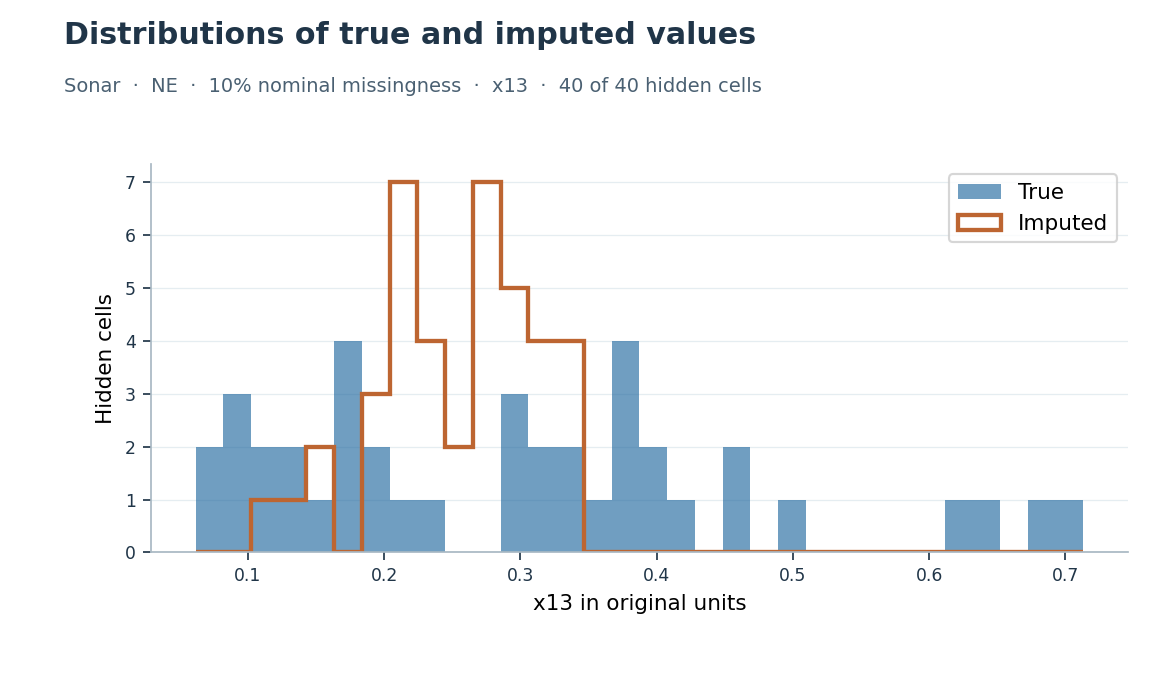 Distributions of true and imputed values
Sonar · NE · 10% nominal missingness · x13 · 40 of 40 hidden cells
True
Imputed
Hidden cells
7
6
5
4
3
2
1
0
0.1 0.2 0.3 0.4 0.5 0.6 0.7
x13 in original units